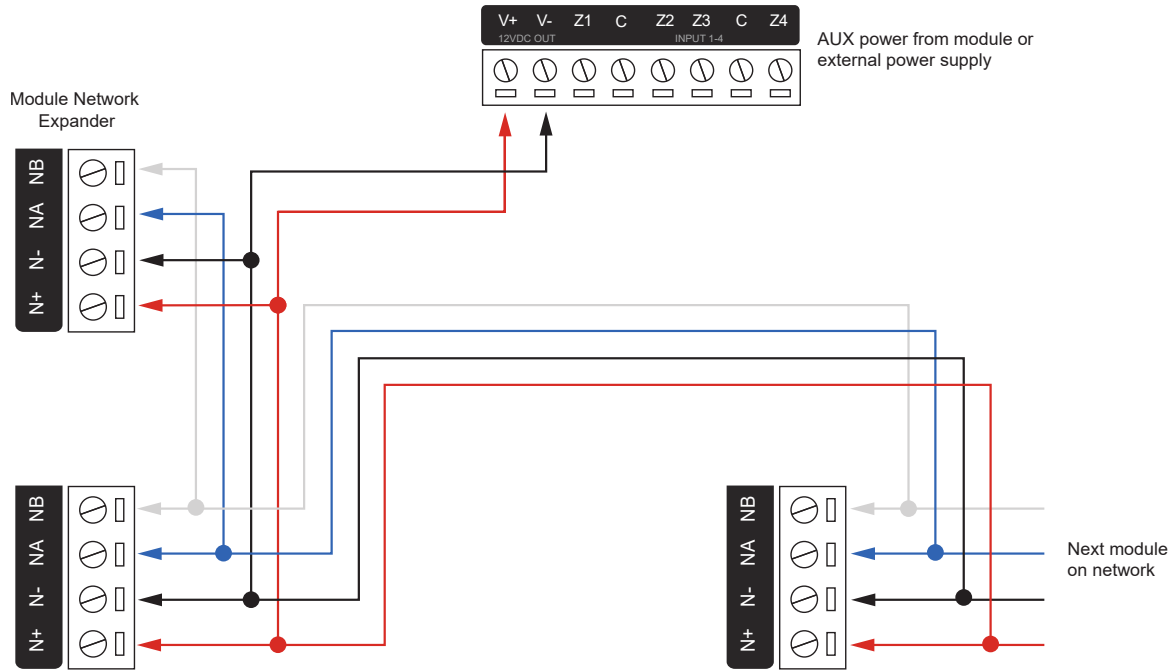 V+ V- Z1 C Z2 Z3 C Z4
12VDC OUT INPUT 1-4
AUX power from module or
external power supply
Module Network
Expander
NB
NA
N-
N+
NB
NA
N-
N+
NB
NA
N-
N+
Next module
on network